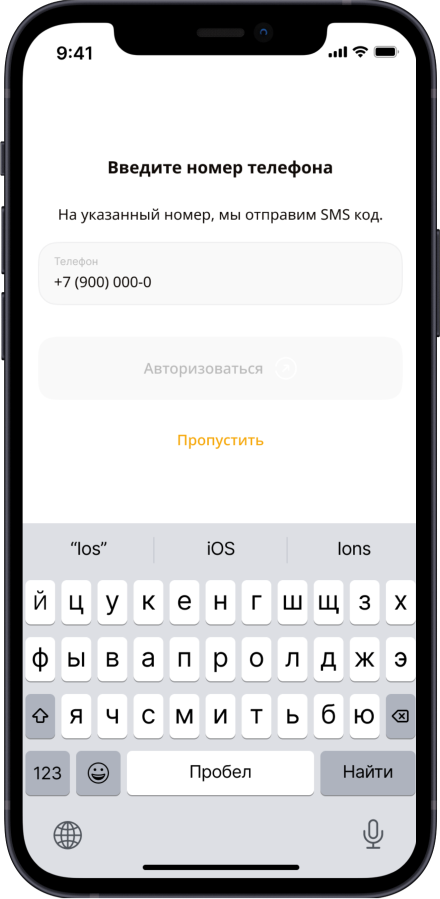 9:41
Введите номер телефона
На указанный номер, мы отправим SMS код.
Телефон
+7 (900) 000-0
Авторизоваться
Пропустить
“Ios” iOS Ions
й ц у к е н г ш щ з х
ф ы в а п р о л д ж э
я ч с м и т ь б ю
123 Пробел Найти